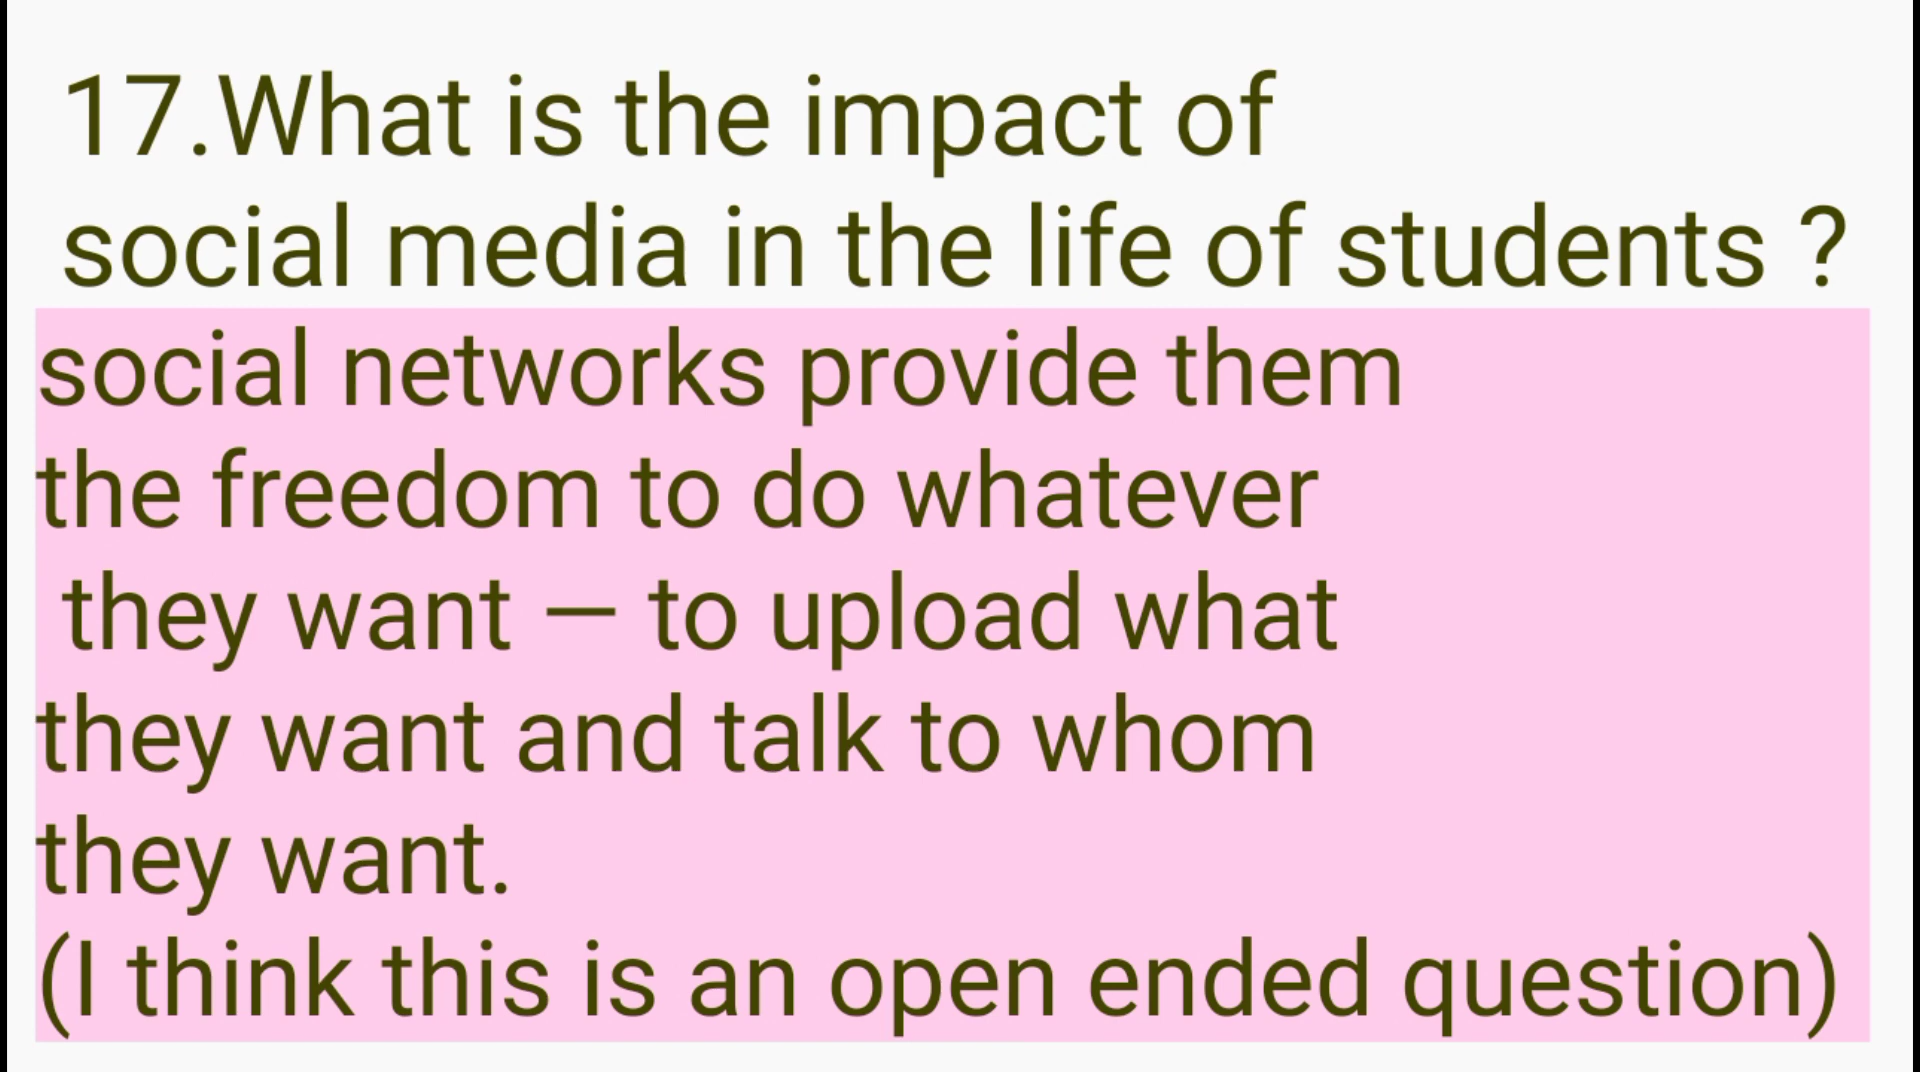 17.What is the impact of
social media in the life of students ?
social networks provide them
the freedom to do whatever
they want — to upload what
they want and talk to whom
they want.
(I think this is an open ended question)